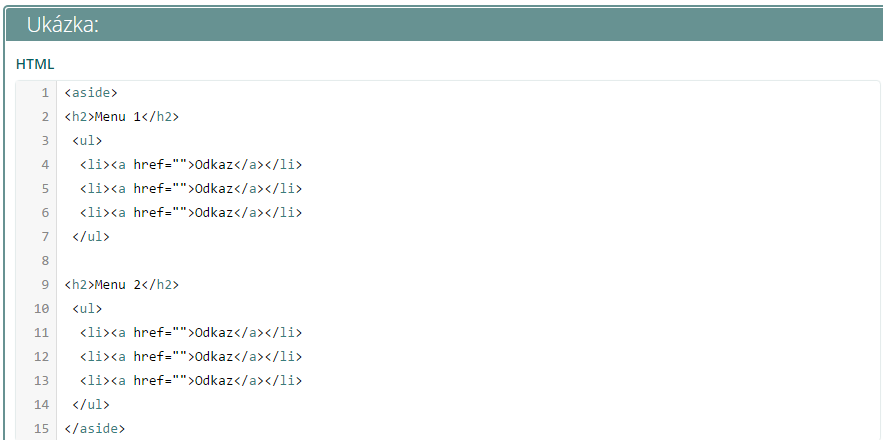 Ukázka:
HTML
1 <aside>
2 <h2>Menu 1</h2>
3  <ul>
4   <li><a href="">Odkaz</a></li>
5   <li><a href="">Odkaz</a></li>
6   <li><a href="">Odkaz</a></li>
7  </ul>
8
9 <h2>Menu 2</h2>
10  <ul>
11   <li><a href="">Odkaz</a></li>
12   <li><a href="">Odkaz</a></li>
13   <li><a href="">Odkaz</a></li>
14  </ul>
15 </aside>